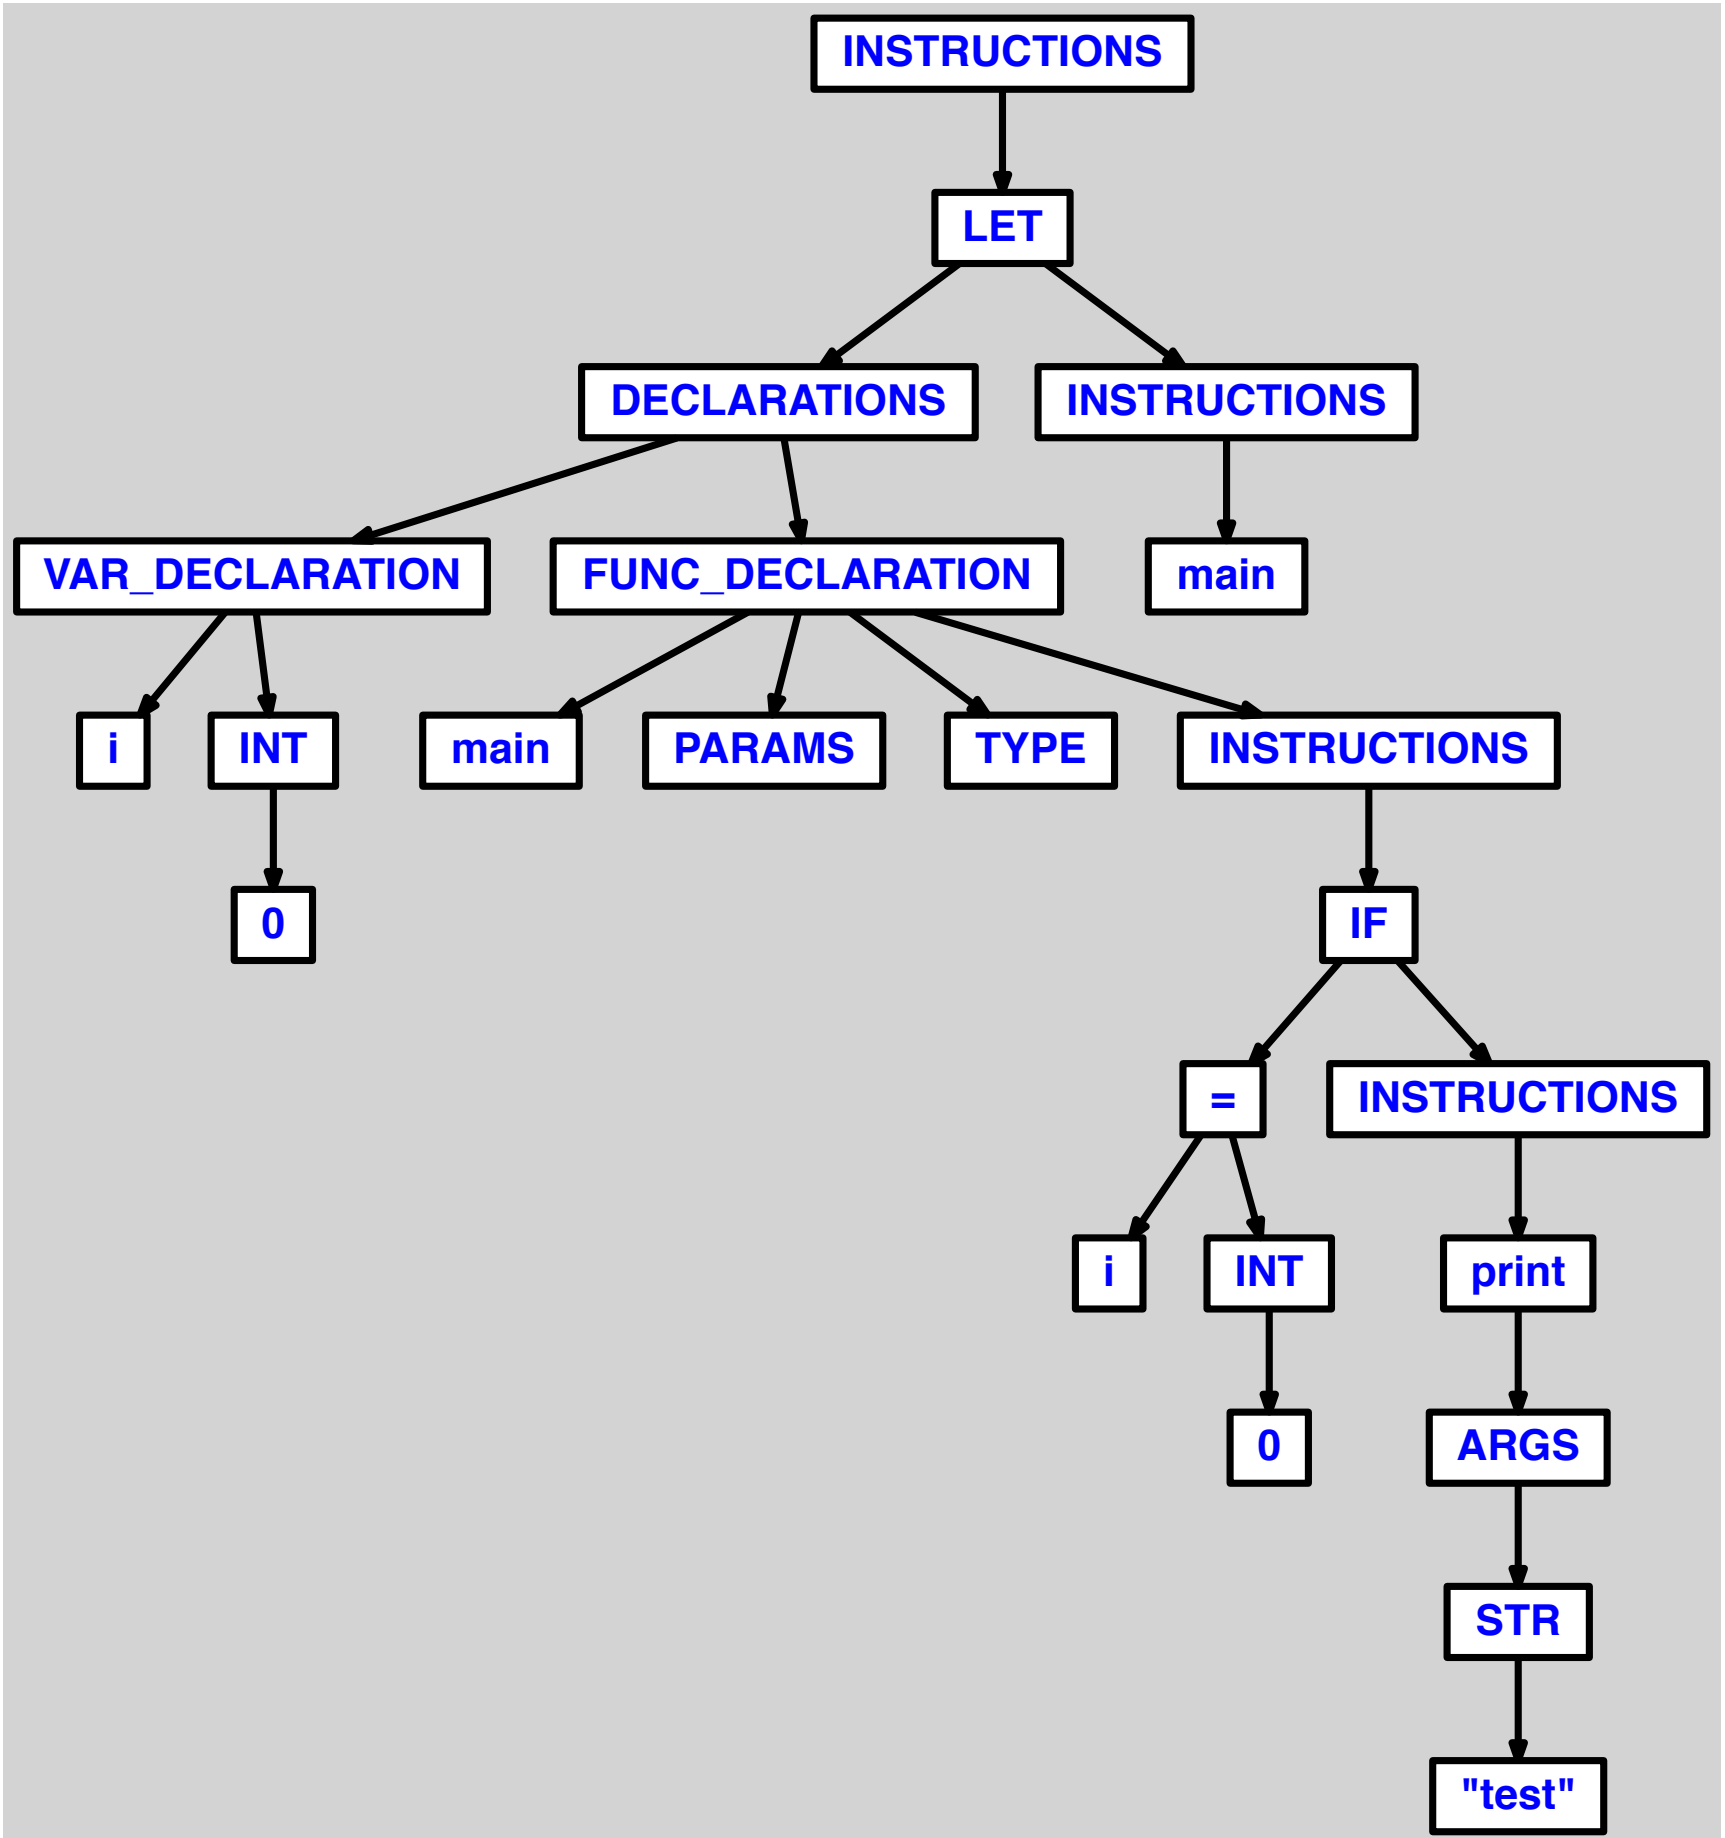 INSTRUCTIONS
LET
DECLARATIONS
INSTRUCTIONS
VAR_DECLARATION
FUNC_DECLARATION
main
i
INT
main
PARAMS
TYPE
INSTRUCTIONS
0
IF
=
INSTRUCTIONS
i
INT
print
0
ARGS
STR
"test"